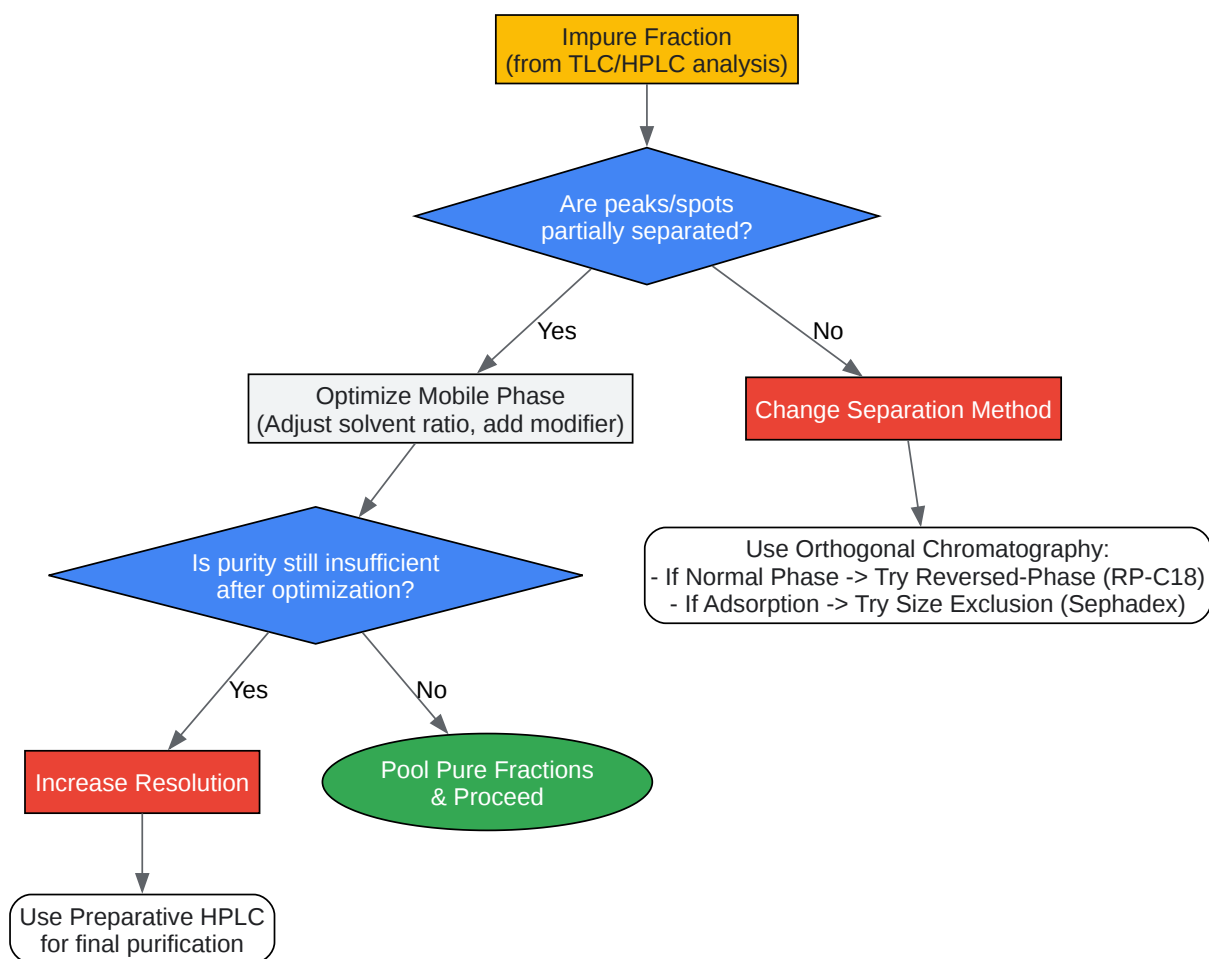 Impure Fraction
(from TLC/HPLC analysis)
Are peaks/spots
partially separated?
Yes
No
Optimize Mobile Phase
(Adjust solvent ratio, add modifier)
Change Separation Method
Is purity still insufficient
after optimization?
Use Orthogonal Chromatography:
- If Normal Phase -> Try Reversed-Phase (RP-C18)
- If Adsorption -> Try Size Exclusion (Sephadex)
Yes
No
Increase Resolution
Pool Pure Fractions
& Proceed
Use Preparative HPLC
for final purification